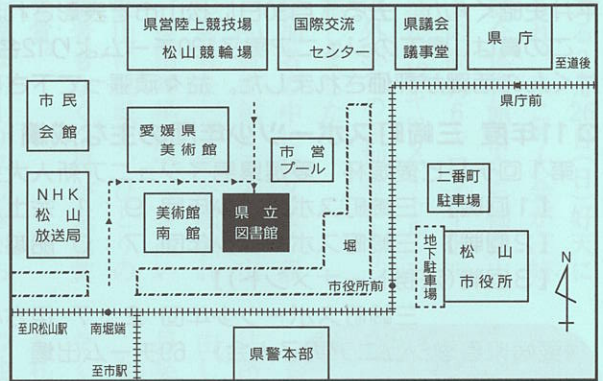 県営陸上競技場
松山競輪場
国際交流
センター
県議会
議事堂
県庁
至道後
県庁前
市民
会館
愛媛県
美術館
市営
プール
二番町
駐車場
NHK
松山
放送局
美術館
南館
県立
図書館
堀
地下駐車場
松山
市役所
N
市役所前
至JR松山駅
南堀端
至市駅
県警本部